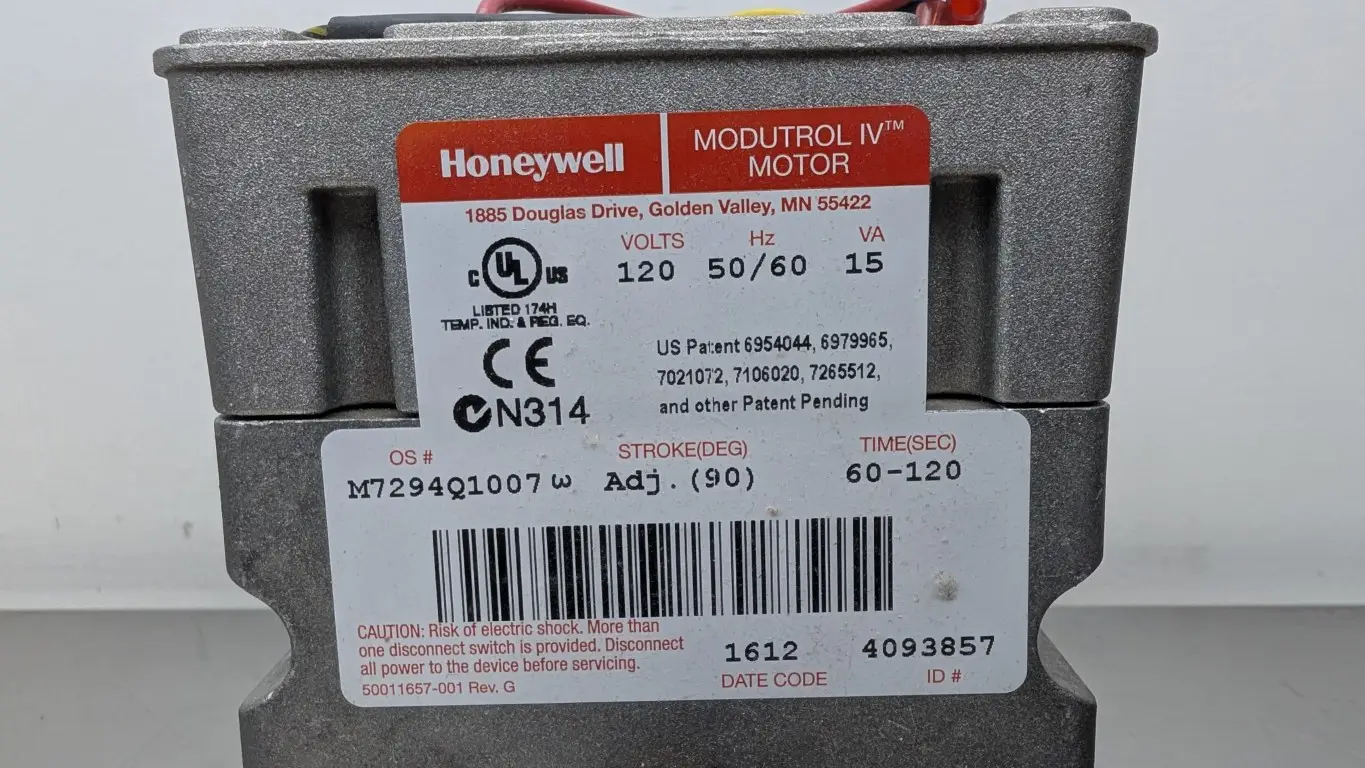 Honeywell
MODUTROL IV™
MOTOR
1885 Douglas Drive, Golden Valley, MN 55422
VOLTS Hz VA
120 50/60 15
C UL US
LISTED 174H
TEMP. IND. & REG. EQ.
CE
N314
US Patent 6954044, 6979965,
7021072, 7106020, 7265512,
and other Patent Pending
OS # STROKE(DEG) TIME(SEC)
M7294Q1007 ω Adj.(90) 60-120
CAUTION: Risk of electric shock. More than
one disconnect switch is provided. Disconnect
all power to the device before servicing.
50011657-001 Rev. G
1612 4093857
DATE CODE ID #